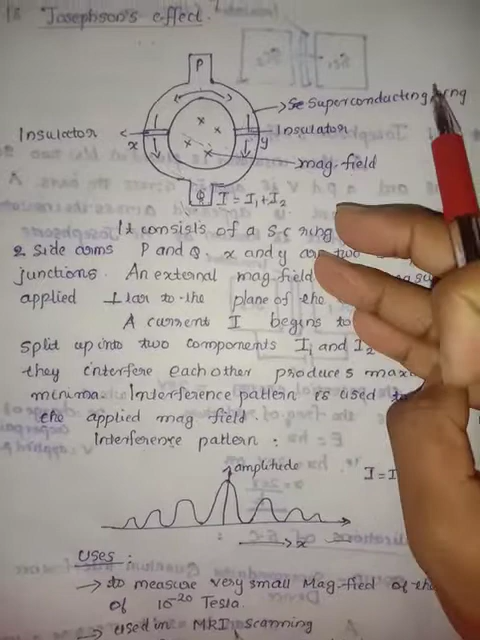 Josephson's effect.
P
Superconducting ring
Insulator
x
Insulator
y
mag-field
Q
I = I₁+I₂
It consists of a S.C ring
2 side arms P and Q. x and y are two
junctions. An external mag-field
applied ⊥lar to the plane of the
A current I begins to
split up into two components I₁ and I₂
they interfere each other produces max
minima. Interference pattern is used to
the applied mag field.
Interference pattern :
amplitude
I = I
x
uses :
→ to measure very small Mag-fied of the
of 10⁻²⁰ Tesla.
→ used in MRI scanning